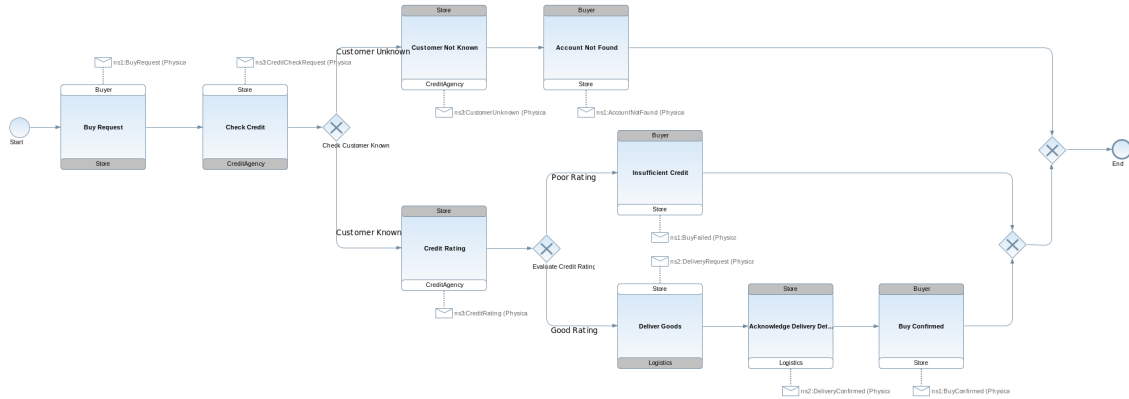 Store
Customer Not Known
CreditAgency
ns3:CustomerUnknown (Physica
Buyer
Account Not Found
Store
ns1:AccountNotFound (Physica
Customer Unknown
ns1:BuyRequest (Physica
Buyer
Buy Request
Store
ns3:CreditCheckRequest (Physica
Store
Check Credit
CreditAgency
Start
Check Customer Known
Buyer
Insufficient Credit
Store
ns1:BuyFailed (Physica
Poor Rating
End
Customer Known
Store
Credit Rating
CreditAgency
ns3:CreditRating (Physica
Evaluate Credit Rating
ns2:DeliveryRequest (Physica
Store
Deliver Goods
Logistics
Good Rating
Store
Acknowledge Delivery Det...
Logistics
ns2:DeliveryConfirmed (Physica
Buyer
Buy Confirmed
Store
ns1:BuyConfirmed (Physica